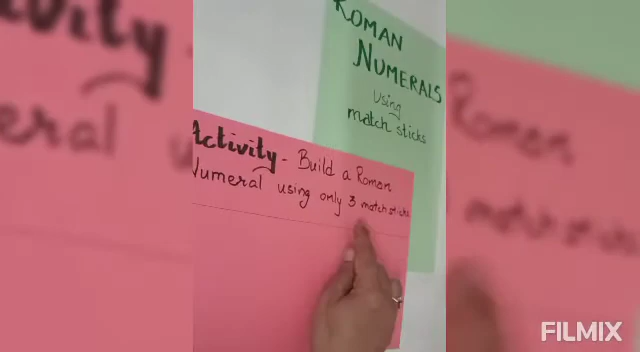 ROMAN
NUMERALS
Using
match sticks
Activity - Build a Roman
Numeral using only 3 match sticks
FILMIX